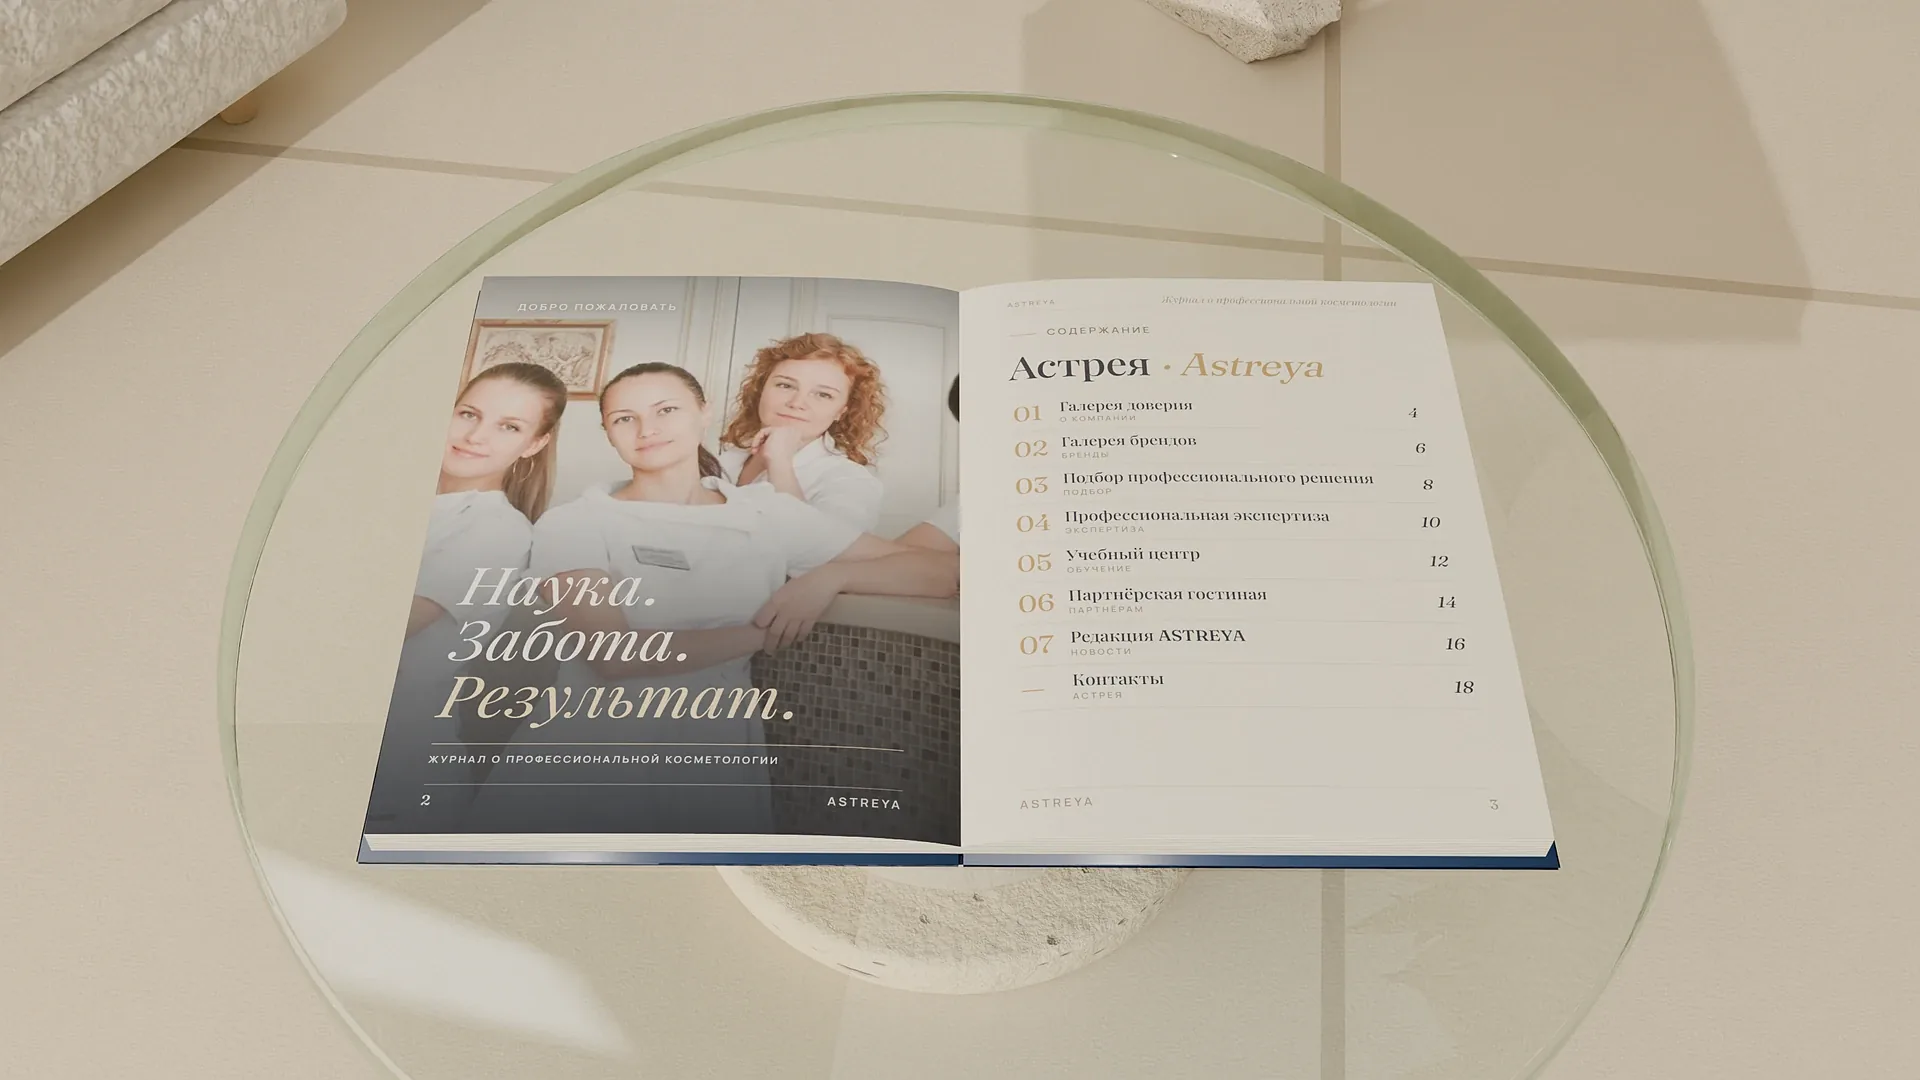 ДОБРО ПОЖАЛОВАТЬ
Наука.
Забота.
Результат.
ЖУРНАЛ О ПРОФЕССИОНАЛЬНОЙ КОСМЕТОЛОГИИ
2 ASTREYA
ASTREYA Журнал о профессиональной косметологии
СОДЕРЖАНИЕ
Астрея · Astreya
01 Галерея доверия 4
О КОМПАНИИ
02 Галерея брендов 6
БРЕНДЫ
03 Подбор профессионального решения 8
ПОДБОР
04 Профессиональная экспертиза 10
ЭКСПЕРТИЗА
05 Учебный центр 12
ОБУЧЕНИЕ
06 Партнёрская гостиная 14
ПАРТНЁРАМ
07 Редакция ASTREYA 16
НОВОСТИ
— Контакты 18
АСТРЕЯ
ASTREYA 3